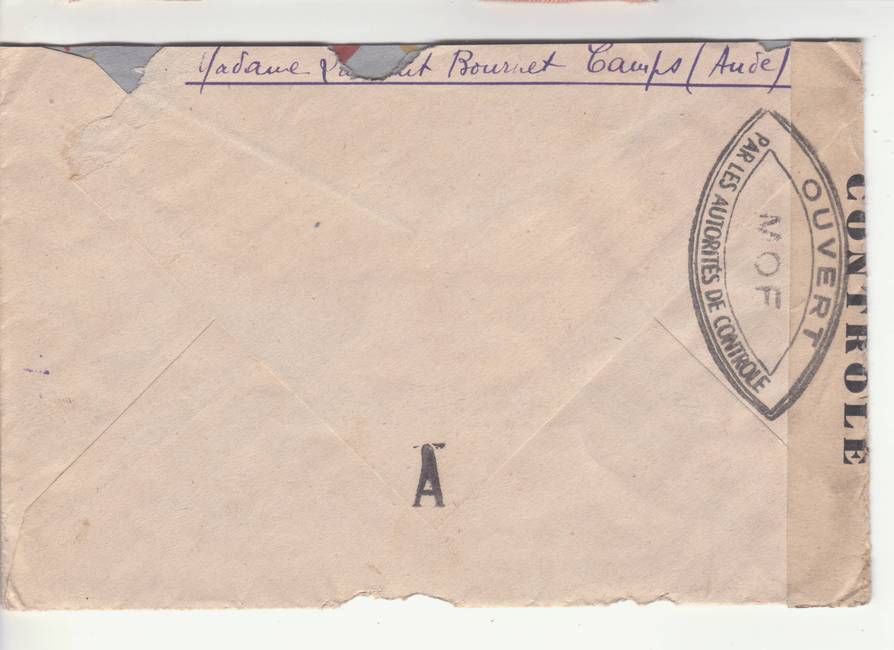 Madame Bournet Camps (Aude)
OUVERT
MOF
PAR LES AUTORITÉS DE CONTROLE
CONTROLE
A